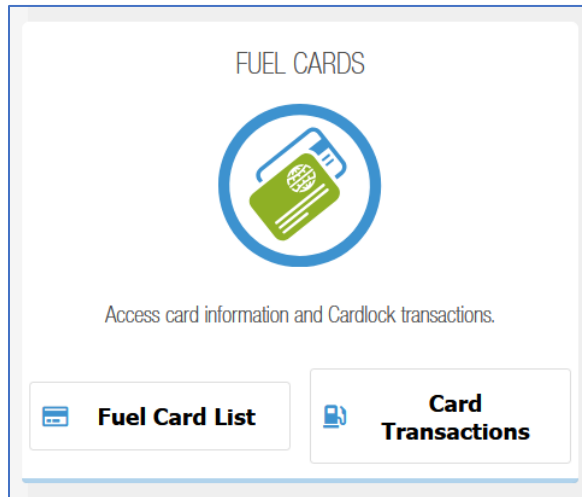 FUEL CARDS
Access card information and Cardlock transactions.
Fuel Card List
Card
Transactions